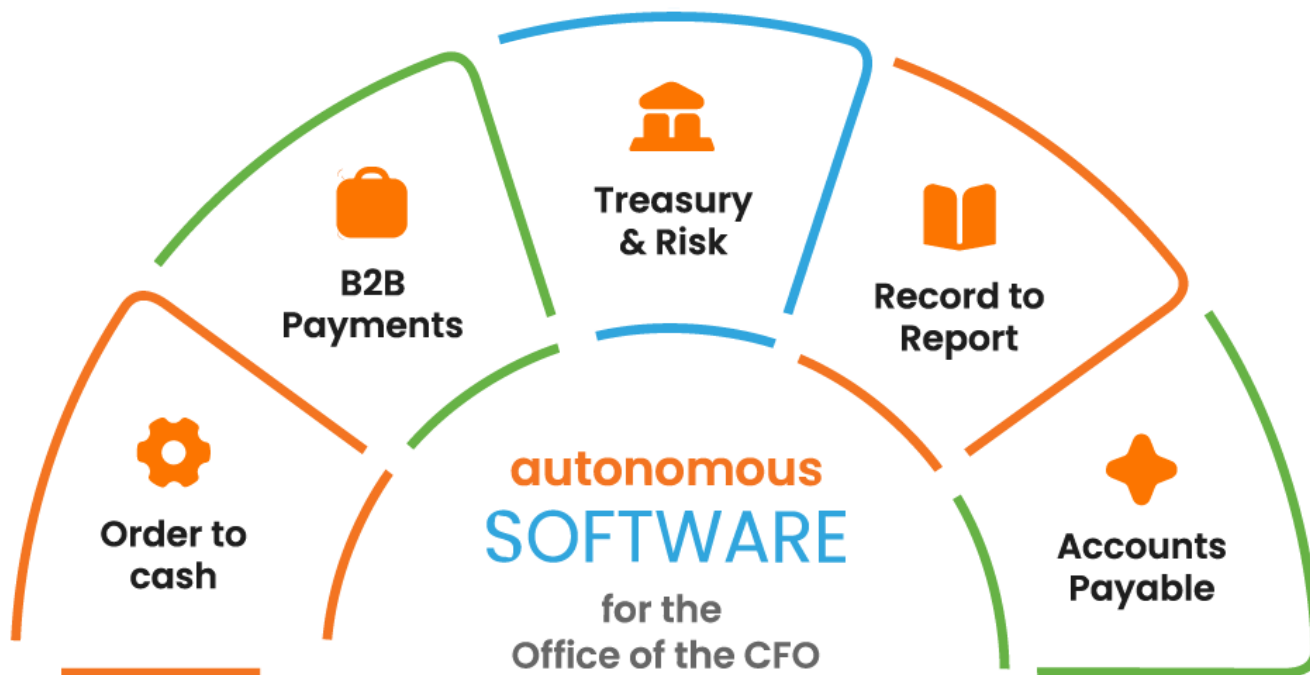 Order to
cash
B2B
Payments
Treasury
& Risk
Record to
Report
Accounts
Payable
autonomous
SOFTWARE
for the
Office of the CFO